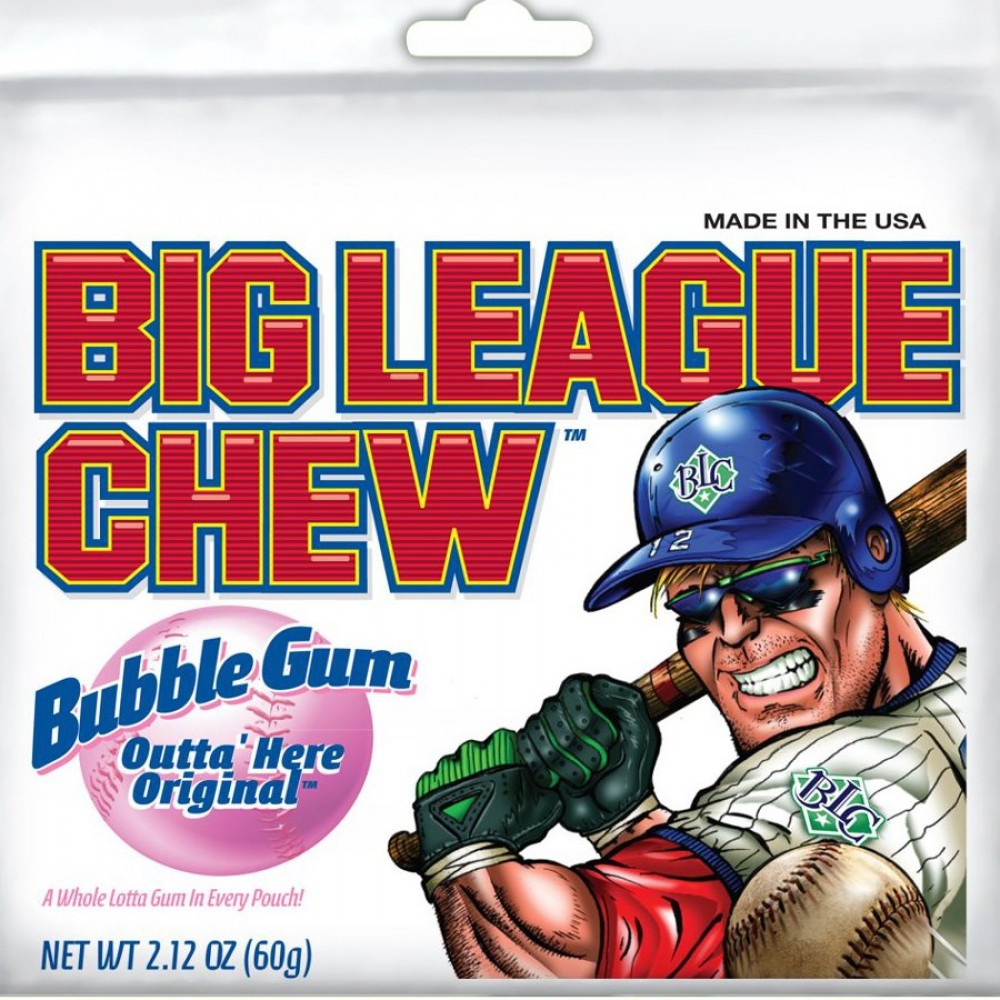 MADE IN THE USA
BIG LEAGUE
CHEW™
BLC
12
Bubble Gum
Outta' Here
Original™
BLC
A Whole Lotta Gum In Every Pouch!
NET WT 2.12 OZ (60g)